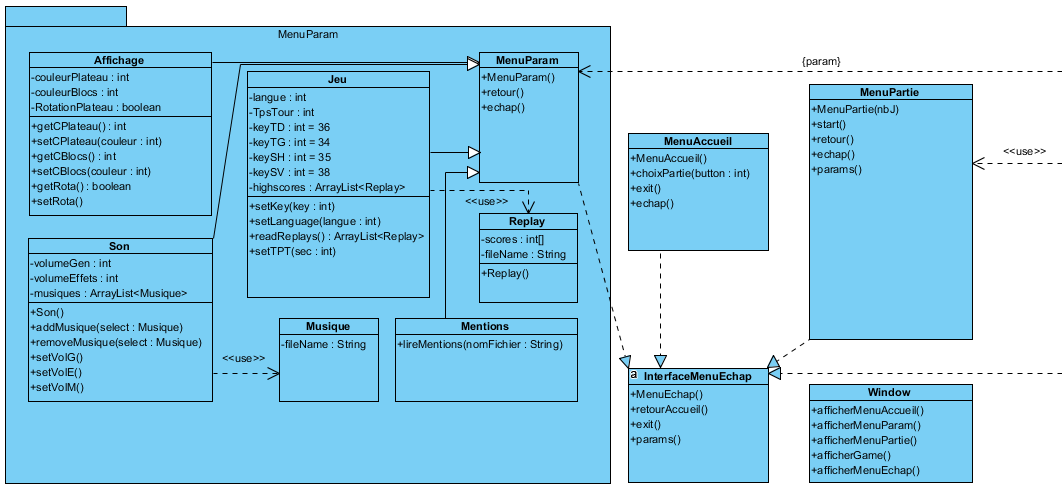 MenuParam
Affichage
-couleurPlateau : int
-couleurBlocs : int
-RotationPlateau : boolean
+getCPlateau() : int
+setCPlateau(couleur : int)
+getCBlocs() : int
+setCBlocs(couleur : int)
+getRota() : boolean
+setRota()
Jeu
-langue : int
-TpsTour : int
-keyTD : int = 36
-keyTG : int = 34
-keySH : int = 35
-keySV : int = 38
-highscores : ArrayList<Replay>
+setKey(key : int)
+setLanguage(langue : int)
+readReplays() : ArrayList<Replay>
+setTPT(sec : int)
MenuParam
+MenuParam()
+retour()
+echap()
{param}
MenuPartie
+MenuPartie(nbJ)
+start()
+retour()
+echap()
+params()
<<use>>
MenuAccueil
+MenuAccueil()
+choixPartie(button : int)
+exit()
+echap()
<<use>>
Replay
-scores : int[]
-fileName : String
+Replay()
Son
-volumeGen : int
-volumeEffets : int
-musiques : ArrayList<Musique>
+Son()
+addMusique(select : Musique)
+removeMusique(select : Musique)
+setVolG()
+setVolE()
+setVolM()
<<use>>
Musique
-fileName : String
Mentions
+lireMentions(nomFichier : String)
a
InterfaceMenuEchap
+MenuEchap()
+retourAccueil()
+exit()
+params()
Window
+afficherMenuAccueil()
+afficherMenuParam()
+afficherMenuPartie()
+afficherGame()
+afficherMenuEchap()